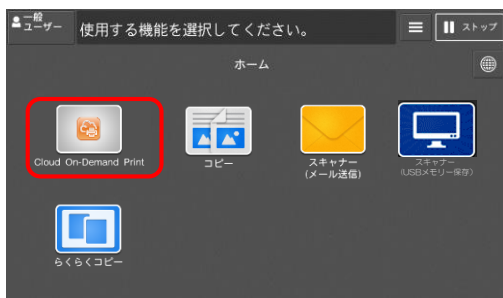 一般
ユーザー
使用する機能を選択してください。
ストップ
ホーム
Cloud On-Demand Print
コピー
スキャナー
(メール送信)
スキャナー
(USBメモリー保存)
らくらくコピー